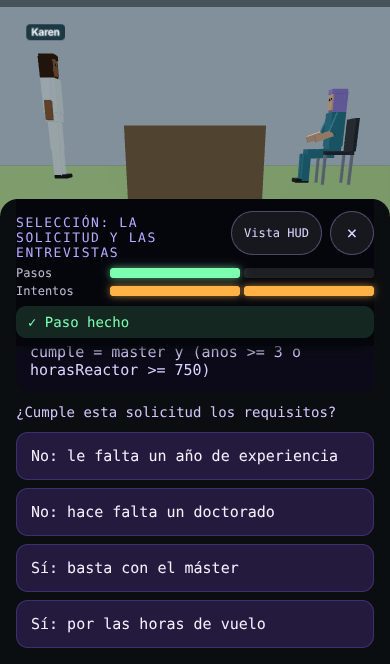 Karen
SELECCIÓN: LA
SOLICITUD Y LAS
ENTREVISTAS
Vista HUD
×
Pasos
Intentos
✓ Paso hecho
cumple = master y (anos >= 3 o
horasReactor >= 750)
¿Cumple esta solicitud los requisitos?
No: le falta un año de experiencia
No: hace falta un doctorado
Sí: basta con el máster
Sí: por las horas de vuelo